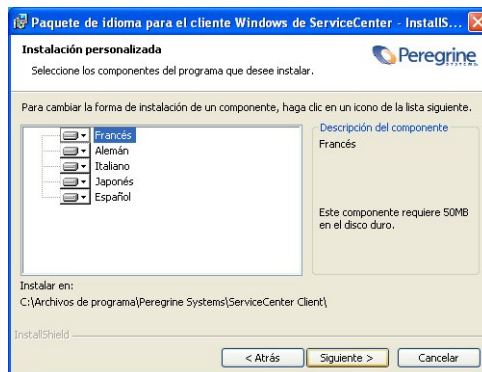 Paquete de idioma para el cliente Windows de ServiceCenter - InstallS...
Instalación personalizada
Seleccione los componentes del programa que desee instalar.
Peregrine
SYSTEMS
Para cambiar la forma de instalación de un componente, haga clic en un icono de la lista siguiente.
Francés
Alemán
Italiano
Japonés
Español
Descripción del componente
Francés
Este componente requiere 50MB
en el disco duro.
Instalar en:
C:\Archivos de programa\Peregrine Systems\ServiceCenter Client\
InstallShield
< Atrás
Siguiente >
Cancelar